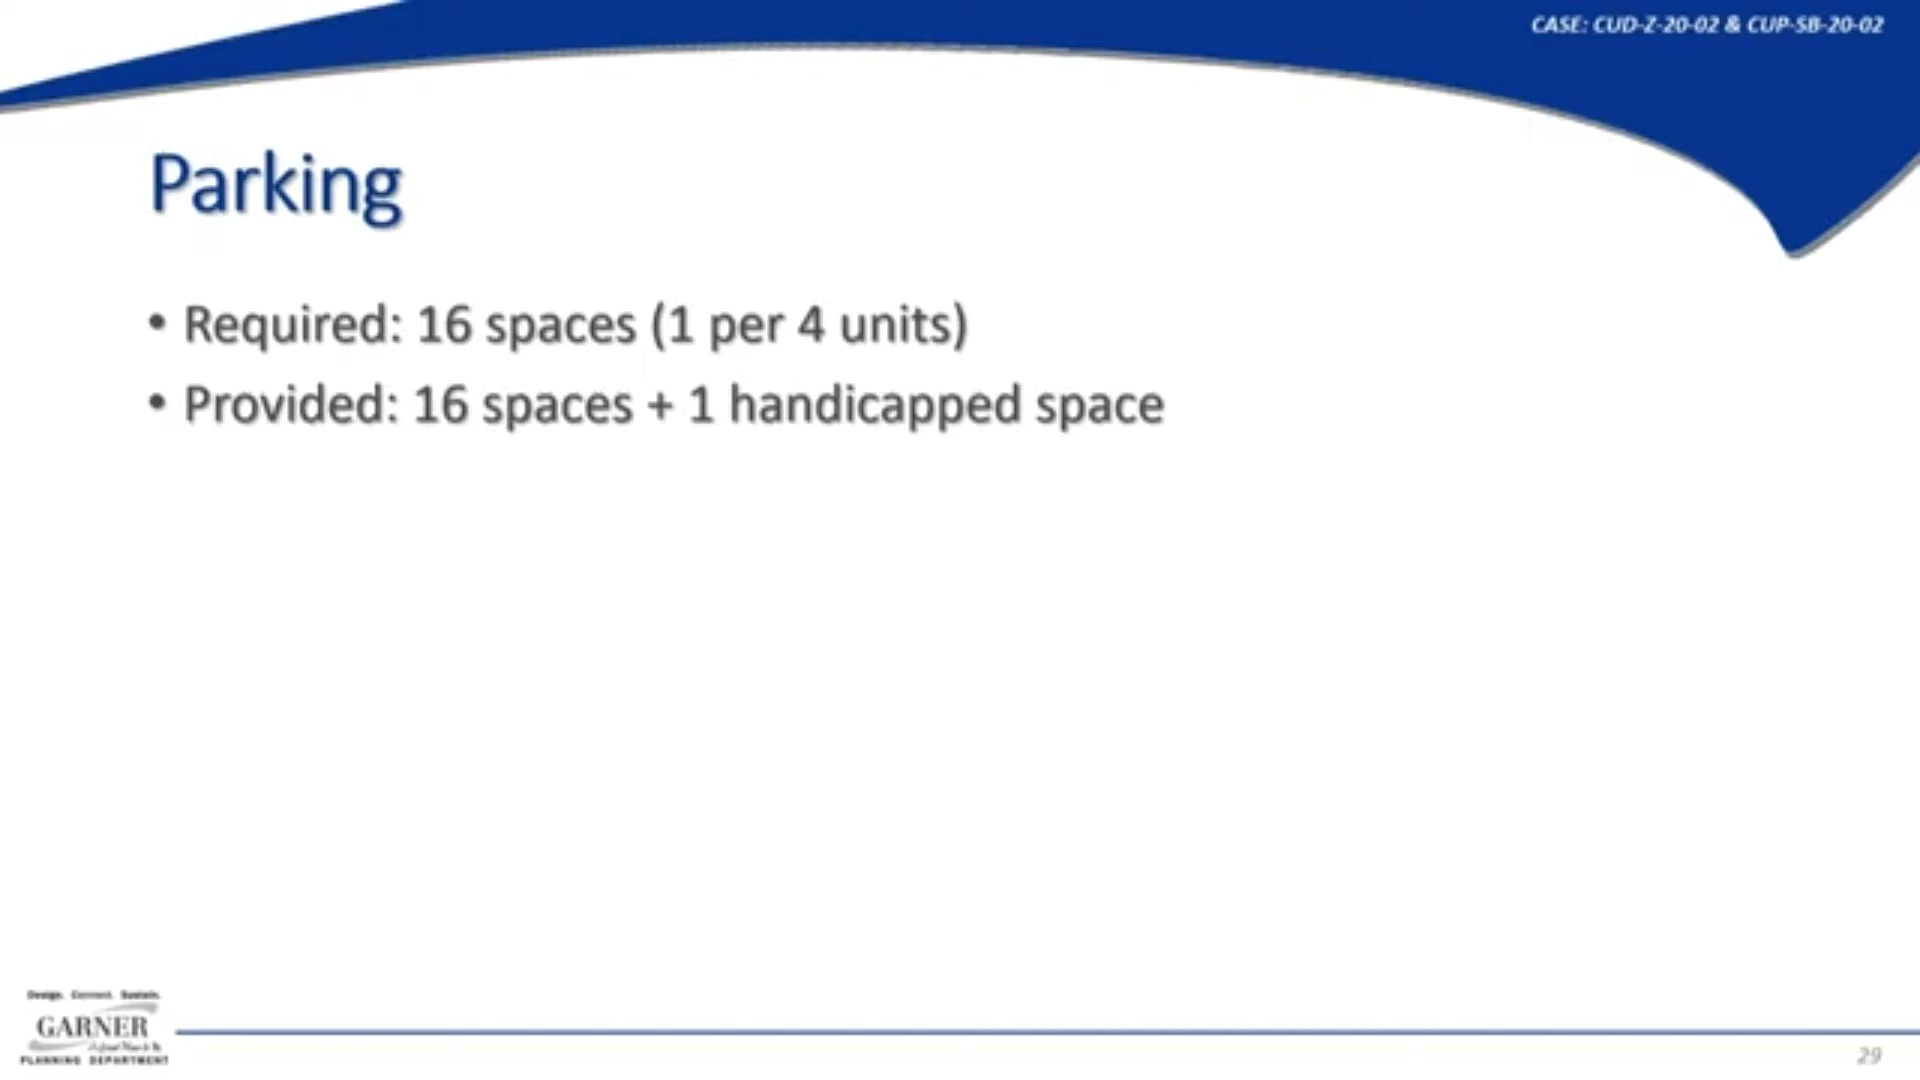 CASE: CUD-Z-20-02 & CUP-SB-20-02
Parking
• Required: 16 spaces (1 per 4 units)
• Provided: 16 spaces + 1 handicapped space
Design. Connect. Sustain.
GARNER
PLANNING DEPARTMENT
29